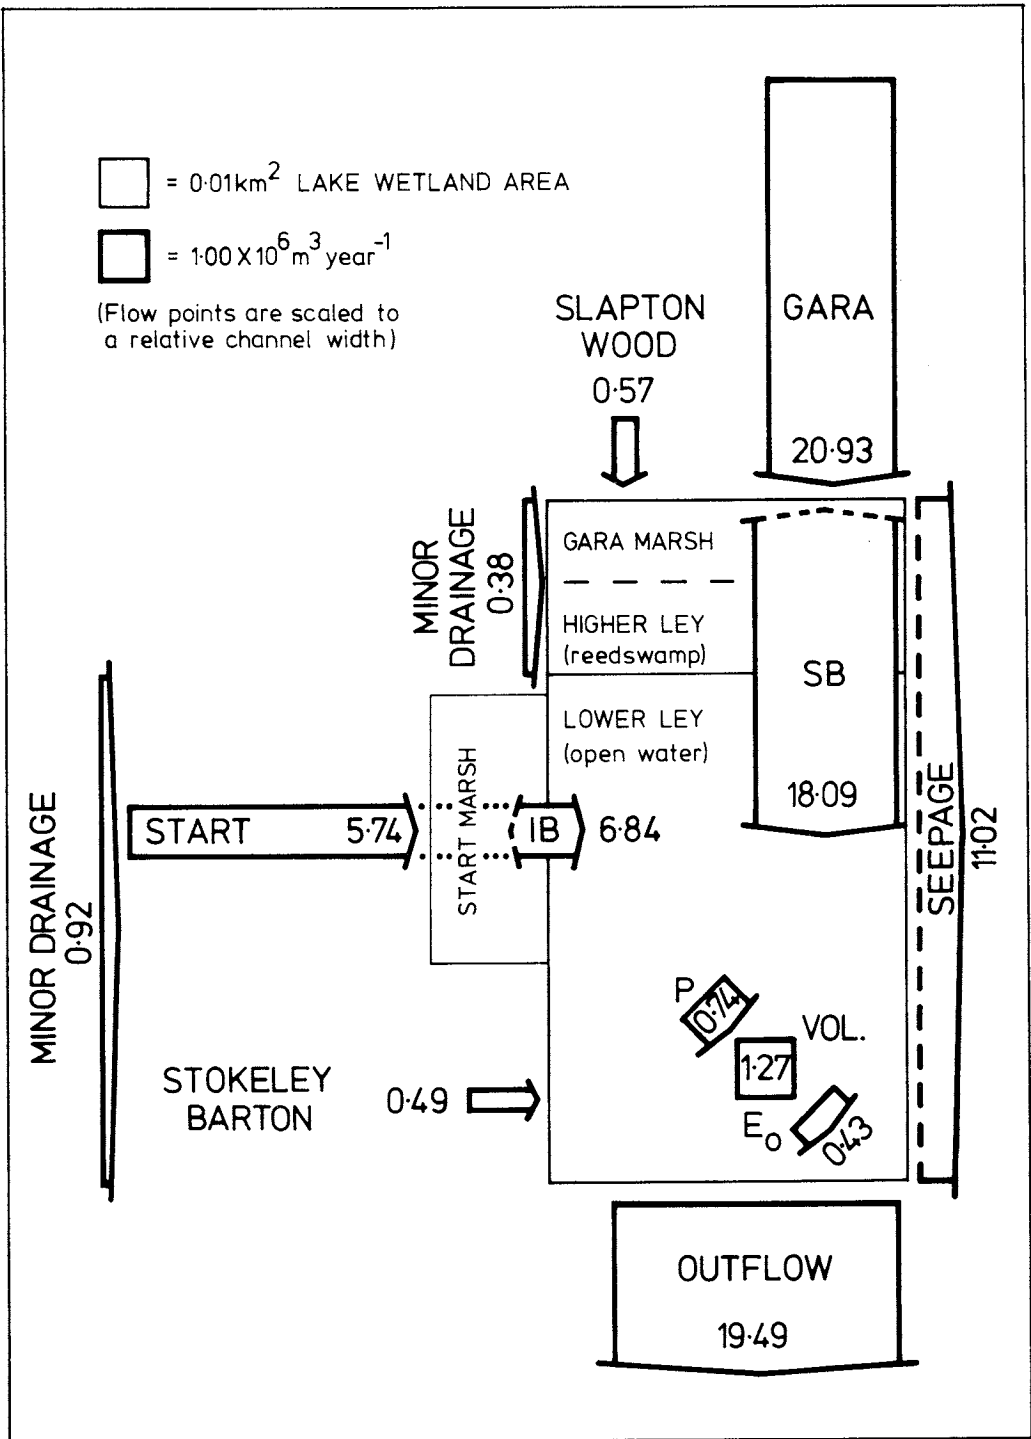 = 0·01km² LAKE WETLAND AREA
= 1·00 X 10⁶ m³ year⁻¹
(Flow points are scaled to
a relative channel width)
SLAPTON
WOOD
0·57
GARA
20·93
MINOR
DRAINAGE
0·38
GARA MARSH
HIGHER LEY
(reedswamp)
SB
18·09
LOWER LEY
(open water)
START MARSH
START 5·74
IB 6·84
MINOR DRAINAGE
0·92
SEEPAGE
11·02
P
0·74
VOL.
1·27
E₀
0·43
STOKELEY
BARTON
0·49
OUTFLOW
19·49